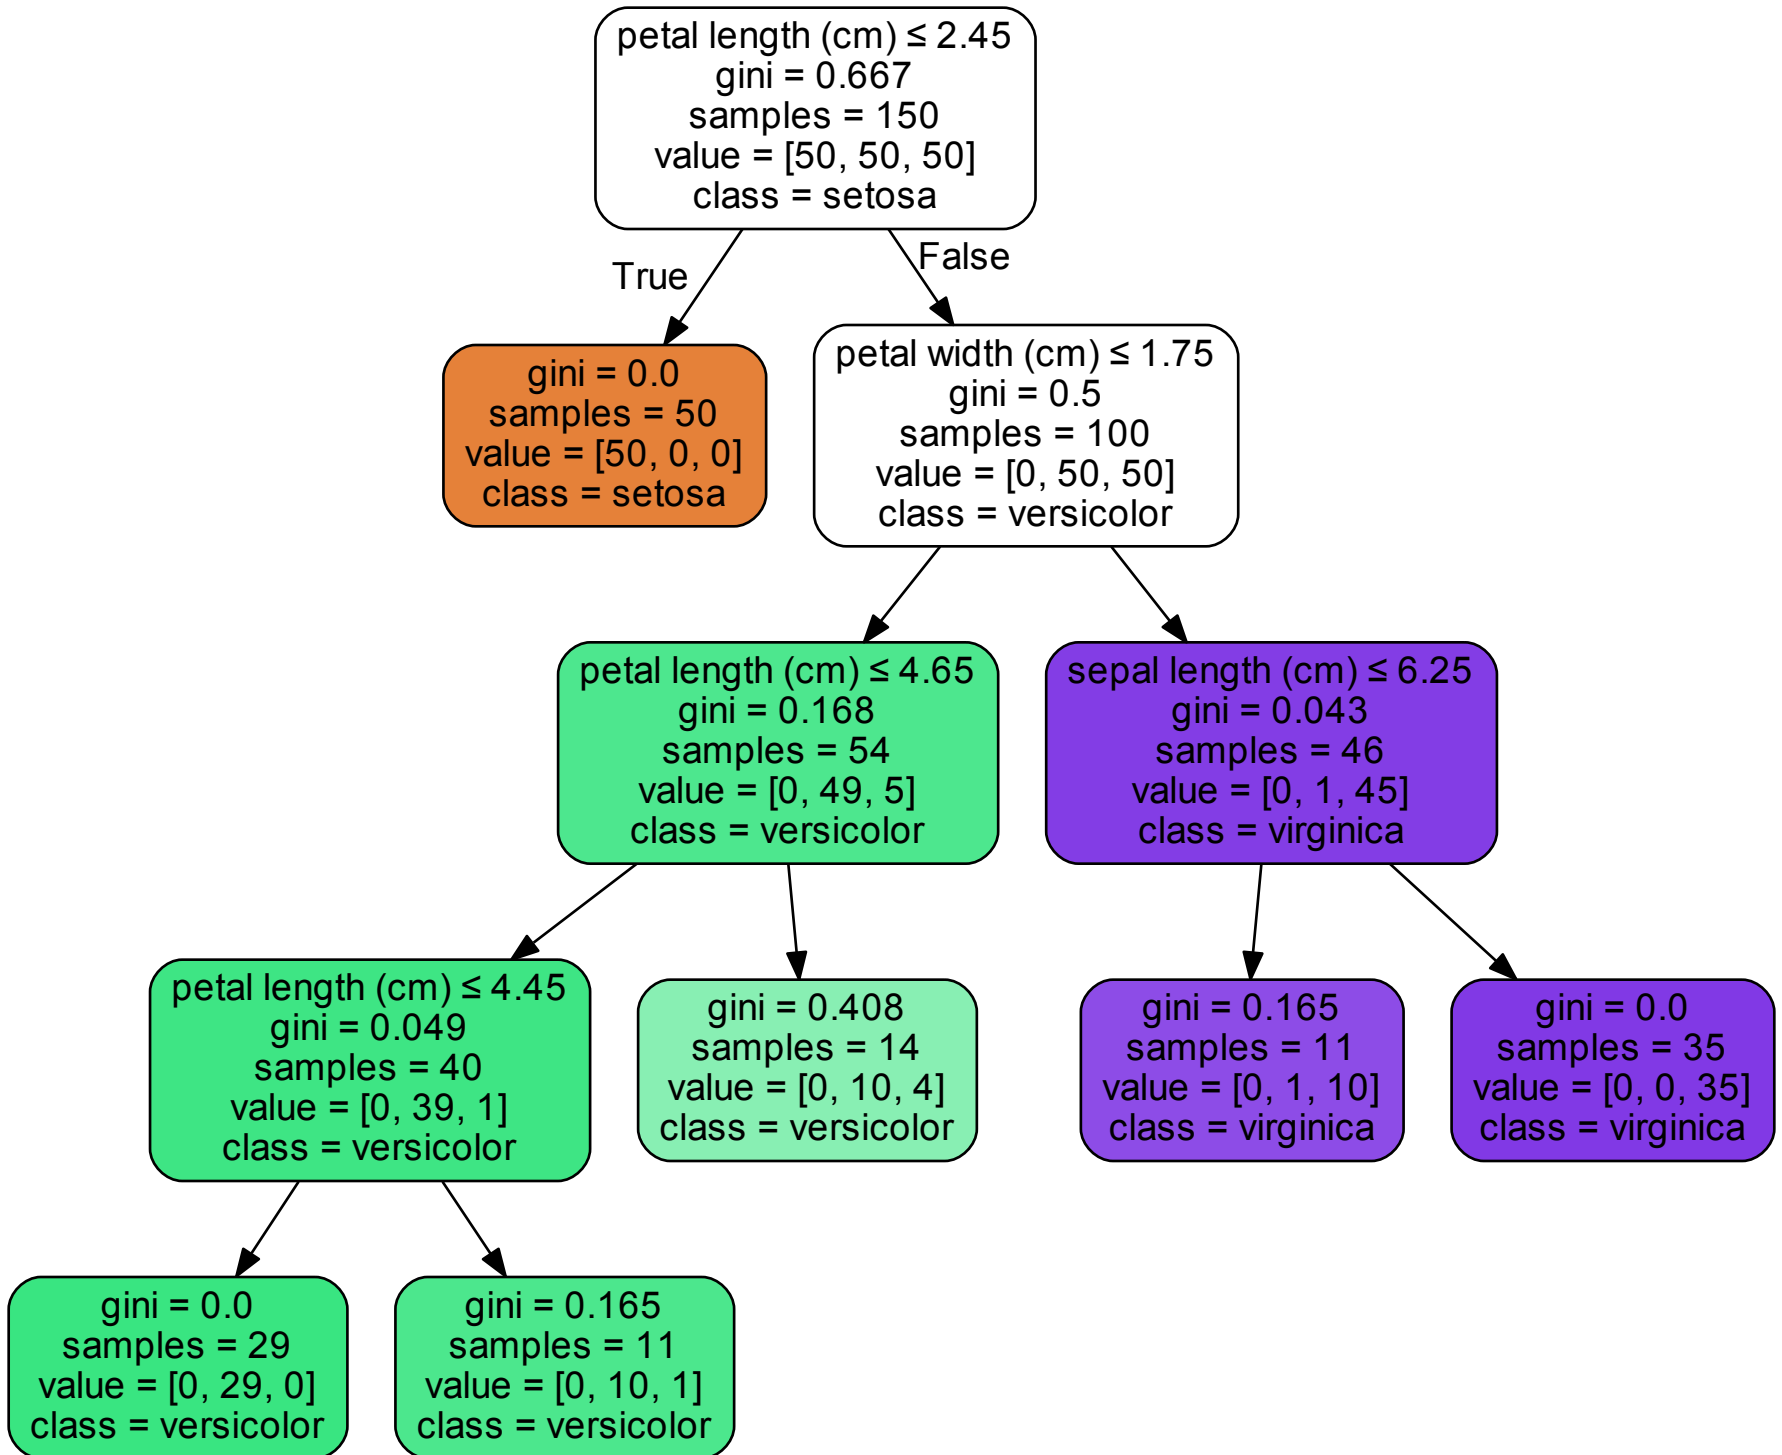 petal length (cm) ≤ 2.45
gini = 0.667
samples = 150
value = [50, 50, 50]
class = setosa
True
False
gini = 0.0
samples = 50
value = [50, 0, 0]
class = setosa
petal width (cm) ≤ 1.75
gini = 0.5
samples = 100
value = [0, 50, 50]
class = versicolor
petal length (cm) ≤ 4.65
gini = 0.168
samples = 54
value = [0, 49, 5]
class = versicolor
sepal length (cm) ≤ 6.25
gini = 0.043
samples = 46
value = [0, 1, 45]
class = virginica
petal length (cm) ≤ 4.45
gini = 0.049
samples = 40
value = [0, 39, 1]
class = versicolor
gini = 0.408
samples = 14
value = [0, 10, 4]
class = versicolor
gini = 0.165
samples = 11
value = [0, 1, 10]
class = virginica
gini = 0.0
samples = 35
value = [0, 0, 35]
class = virginica
gini = 0.0
samples = 29
value = [0, 29, 0]
class = versicolor
gini = 0.165
samples = 11
value = [0, 10, 1]
class = versicolor